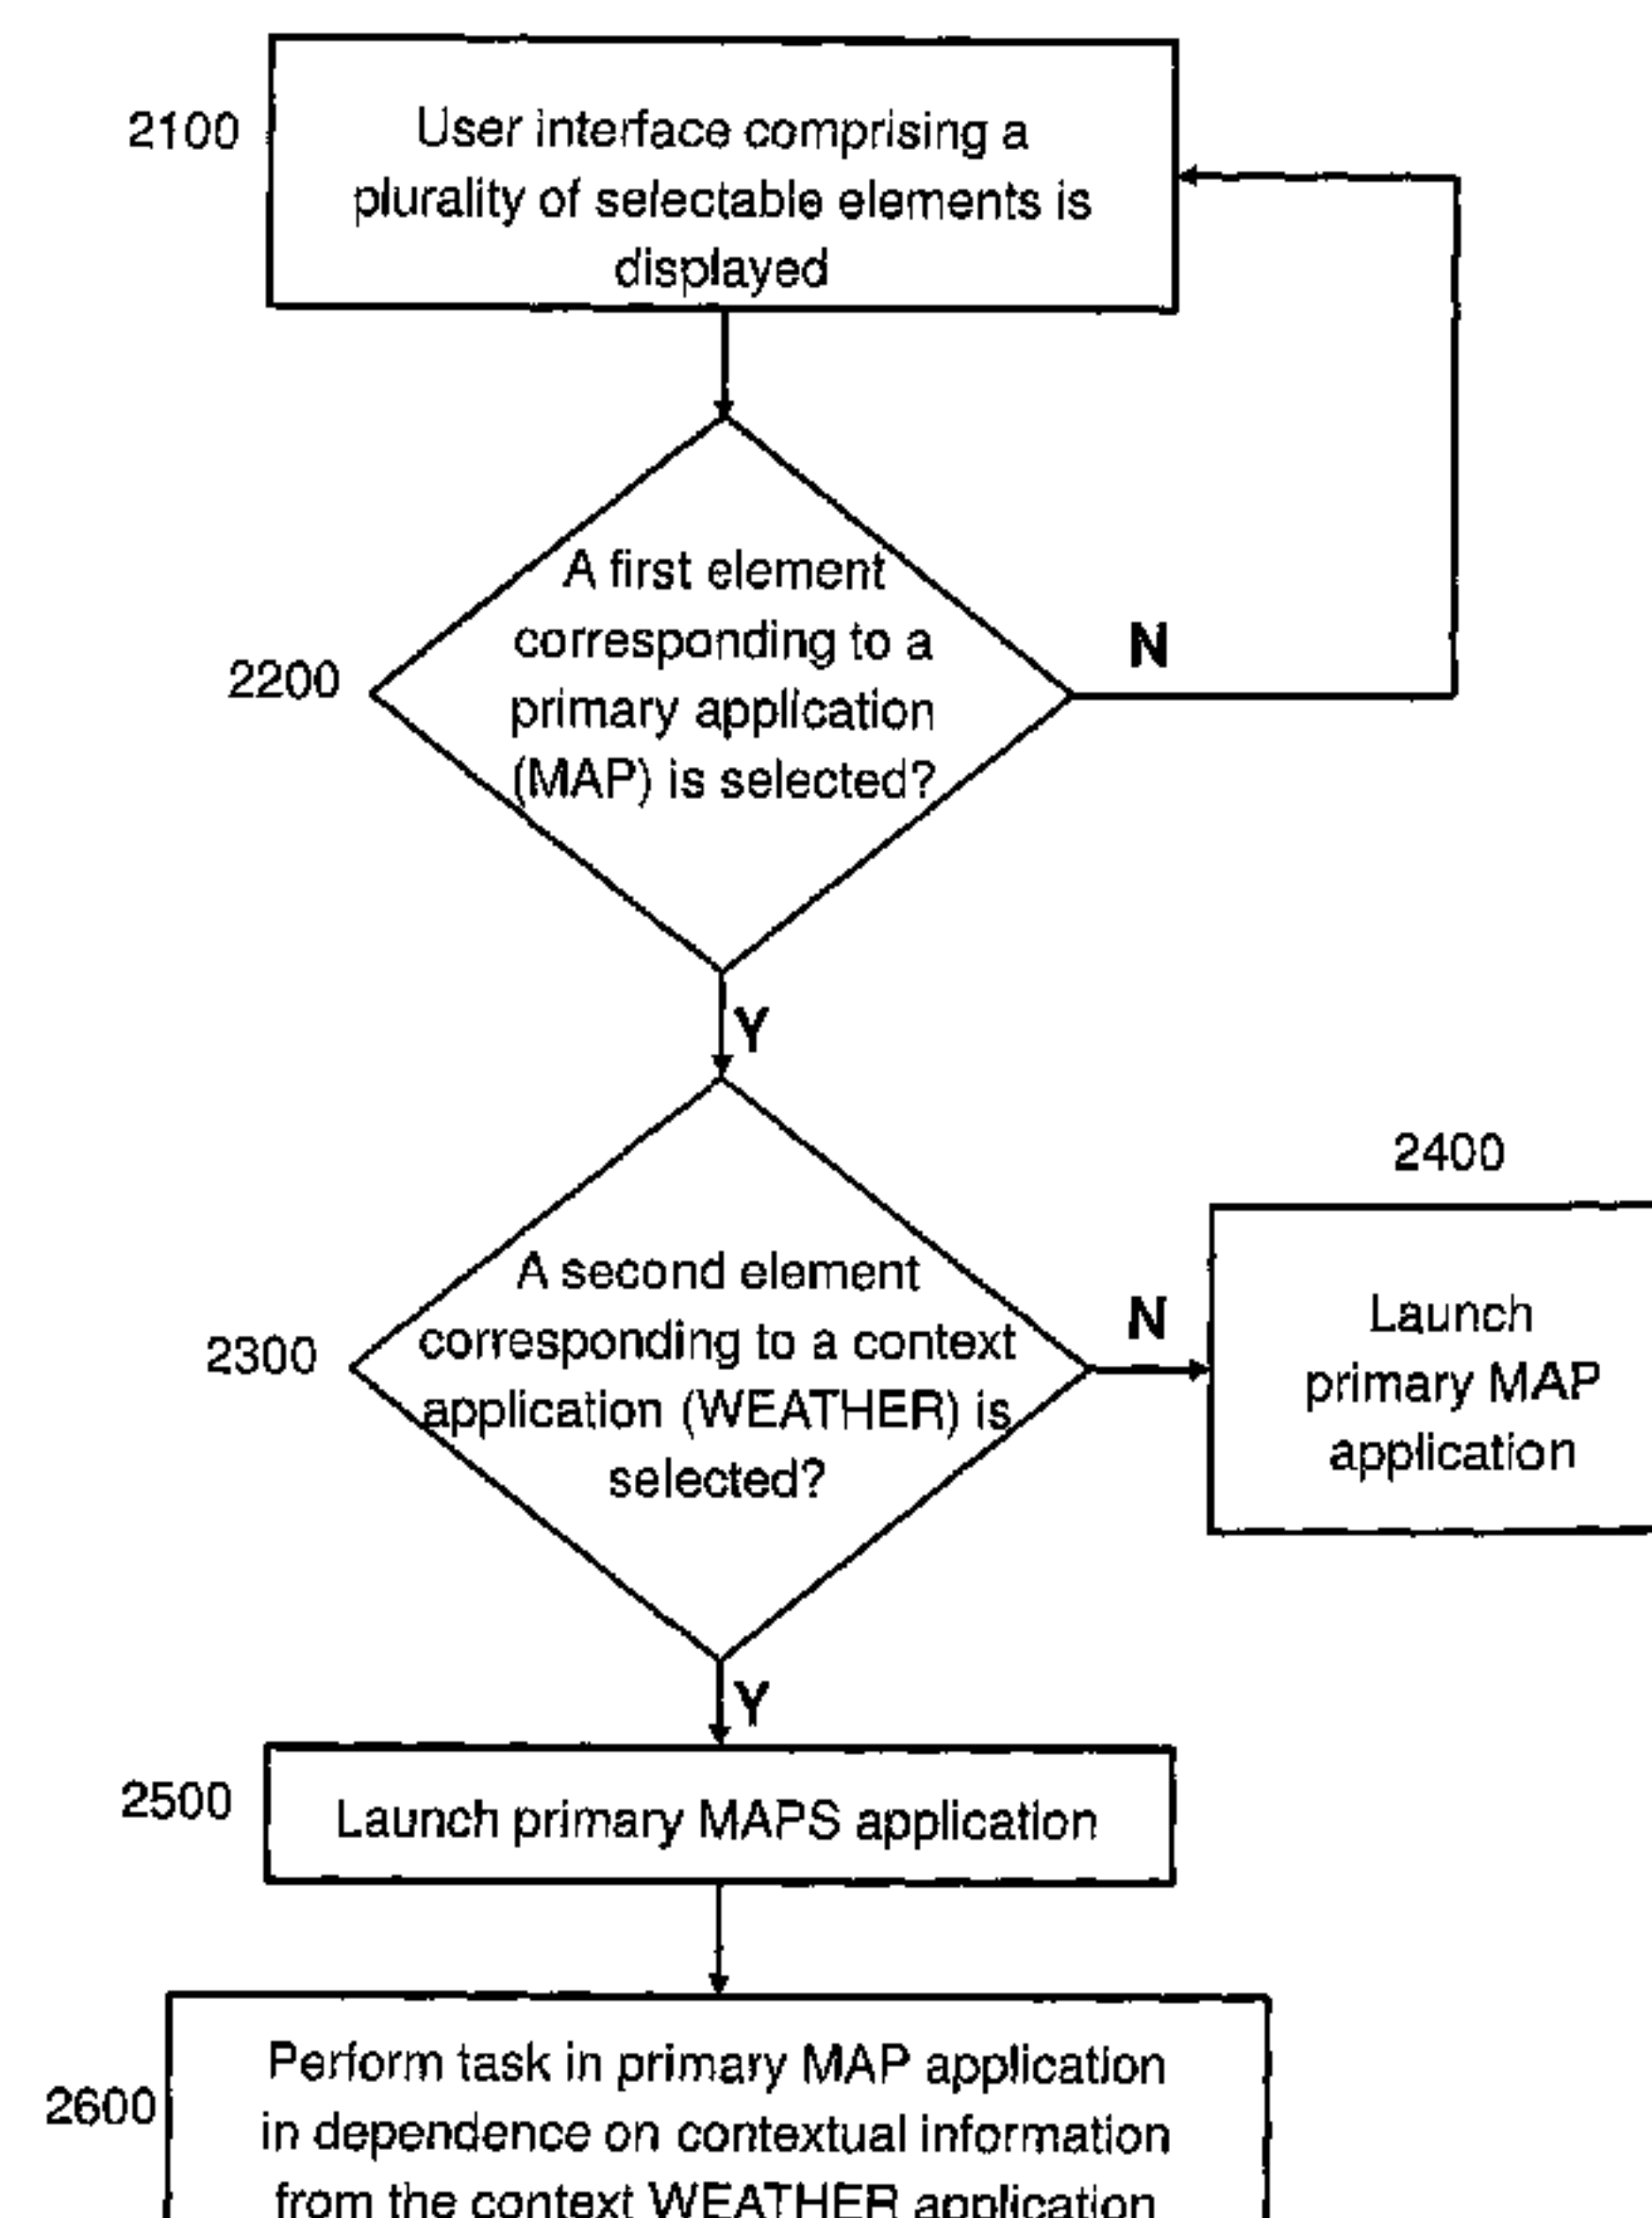 2100
User interface comprising a
plurality of selectable elements is
displayed
2200
A first element
corresponding to a
primary application
(MAP) is selected?
N
Y
2300
A second element
corresponding to a context
application (WEATHER) is
selected?
N
2400
Launch
primary MAP
application
Y
2500
Launch primary MAPS application
2600
Perform task in primary MAP application
in dependence on contextual information
from the context WEATHER application